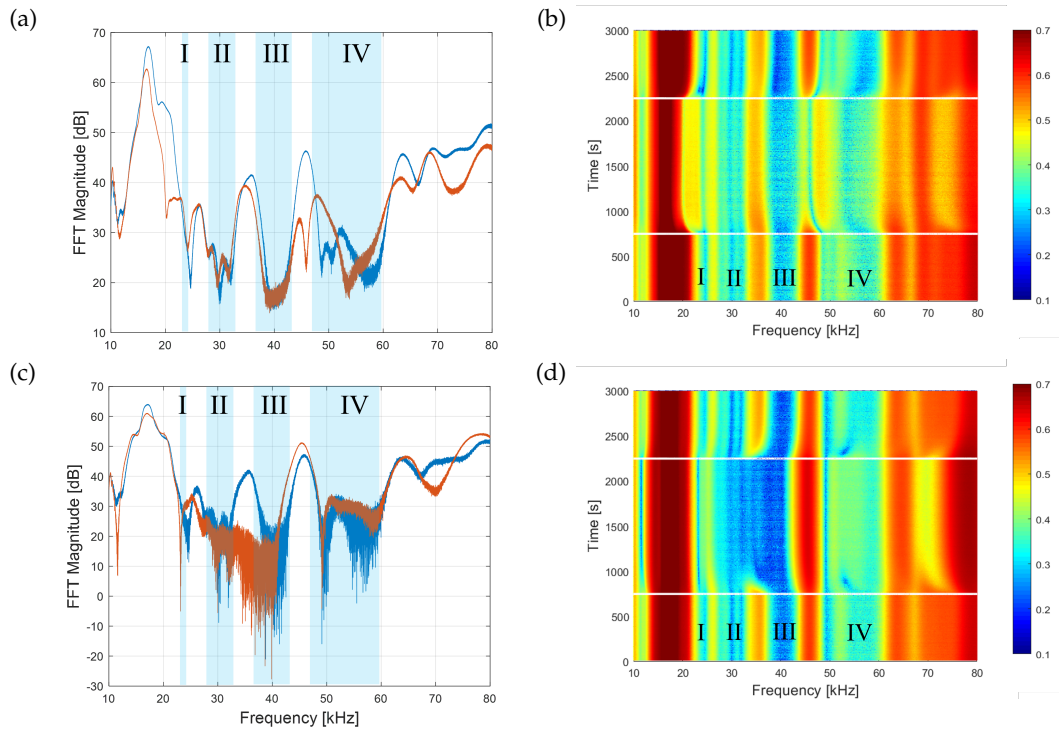 (a)
70
60
50
40
30
20
10
FFT Magnitude [dB]
I II III IV
10 20 30 40 50 60 70 80
(b)
3000
2500
2000
1500
1000
500
0
Time [s]
I II III IV
10 20 30 40 50 60 70 80
Frequency [kHz]
0.7
0.6
0.5
0.4
0.3
0.2
0.1
(c)
70
60
50
40
30
20
10
0
-10
-20
-30
FFT Magnitude [dB]
I II III IV
10 20 30 40 50 60 70 80
Frequency [kHz]
(d)
3000
2500
2000
1500
1000
500
0
Time [s]
I II III IV
10 20 30 40 50 60 70 80
Frequency [kHz]
0.7
0.6
0.5
0.4
0.3
0.2
0.1